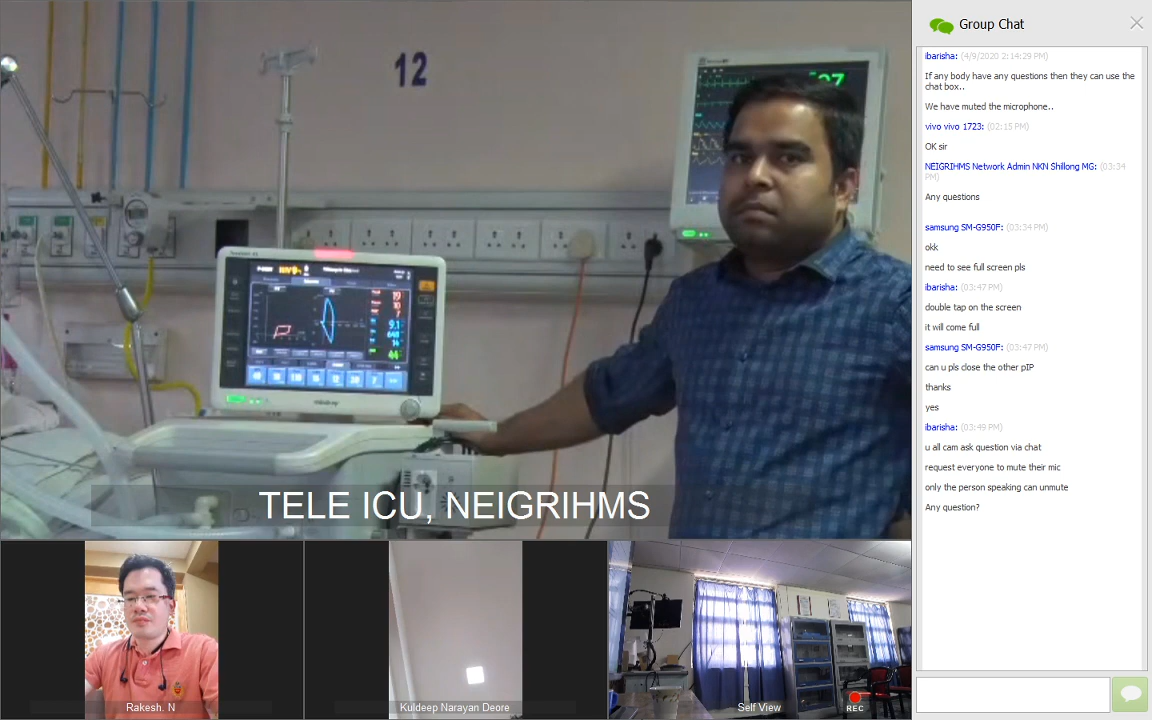 12
TELE ICU, NEIGRIHMS
Rakesh. N
Kuldeep Narayan Deore
Self View
REC
Group Chat
ibarisha: (4/9/2020 2:14:29 PM)
If any body have any questions then they can use the
chat box..
We have muted the microphone..
vivo vivo 1723: (02:15 PM)
OK sir
NEIGRIHMS Network Admin NKN Shillong MG: (03:34
PM)
Any questions
samsung SM-G950F: (03:34 PM)
okk
need to see full screen pls
ibarisha: (03:47 PM)
double tap on the screen
it will come full
samsung SM-G950F: (03:47 PM)
can u pls close the other pIP
thanks
yes
ibarisha: (03:49 PM)
u all cam ask question via chat
request everyone to mute their mic
only the person speaking can unmute
Any question?